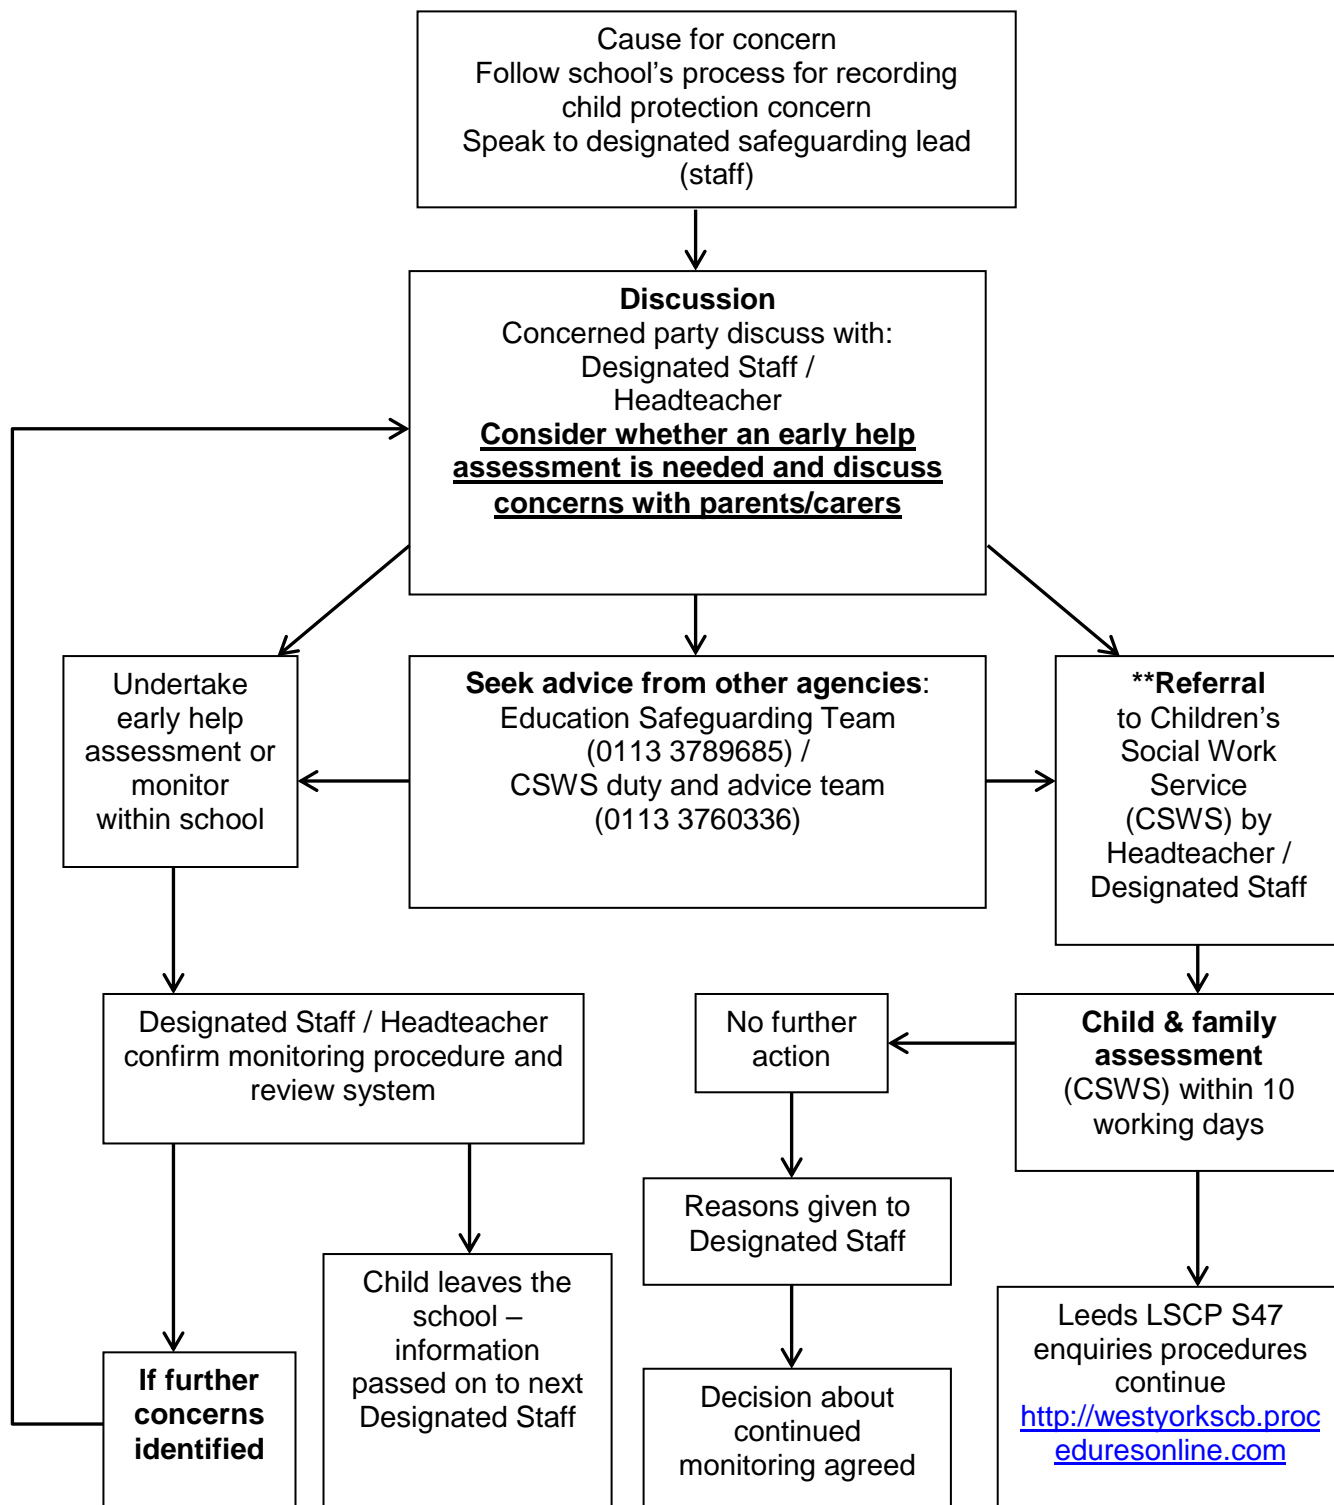 Cause for concern
Follow school’s process for recording
child protection concern
Speak to designated safeguarding lead
(staff)
Discussion
Concerned party discuss with:
Designated Staff /
Headteacher
Consider whether an early help
assessment is needed and discuss
concerns with parents/carers
Undertake
early help
assessment or
monitor
within school
Seek advice from other agencies:
Education Safeguarding Team
(0113 3789685) /
CSWS duty and advice team
(0113 3760336)
**Referral
to Children’s
Social Work
Service
(CSWS) by
Headteacher /
Designated Staff
Designated Staff / Headteacher
confirm monitoring procedure and
review system
No further
action
Child & family
assessment
(CSWS) within 10
working days
Reasons given to
Designated Staff
Child leaves the
school –
information
passed on to next
Designated Staff
If further
concerns
identified
Decision about
continued
monitoring agreed
Leeds LSCP S47
enquiries procedures
continue
http://westyorkscb.proc
eduresonline.com